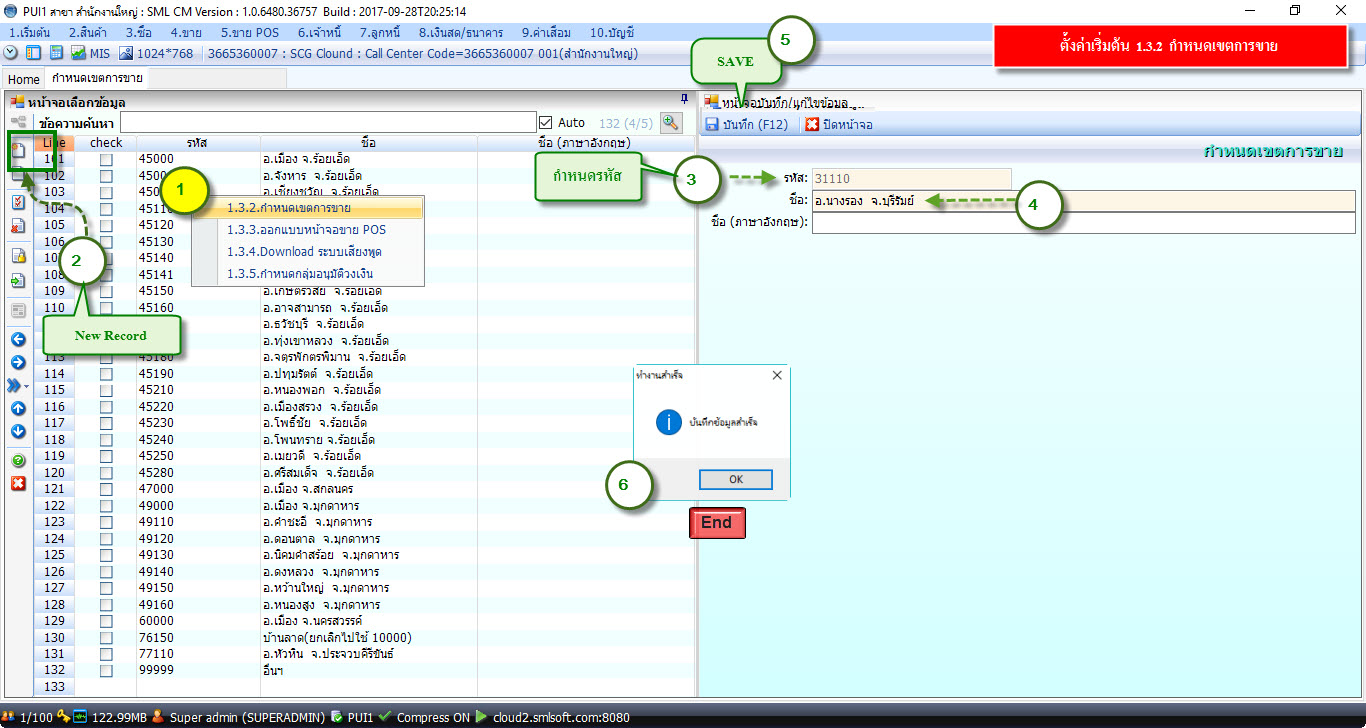 PUI1 สาขา สำนักงานใหญ่ : SML CM Version : 1.0.6480.36757 Build : 2017-09-28T20:25:14
1.เริ่มต้น 2.สินค้า 3.ซื้อ 4.ขาย 5.ขาย POS 6.เจ้าหนี้ 7.ลูกหนี้ 8.เงินสด/ธนาคาร 9.ค่าเสื่อม 10.บัญชี
MIS 1024*768 3665360007 : SCG Clound : Call Center Code=3665360007 001(สำนักงานใหญ่)
ตั้งค่าเริ่มต้น 1.3.2 กำหนดเขตการขาย
5
SAVE
Home กำหนดเขตการขาย
หน้าจอเลือกข้อมูล
ข้อความค้นหา Auto 132 (4/5)
Line check รหัส ชื่อ ชื่อ (ภาษาอังกฤษ)
101 45000 อ.เมือง จ.ร้อยเอ็ด
102 อ.จังหาร จ.ร้อยเอ็ด
103 อ.เชียงขวัญ จ.ร้อยเอ็ด
104
105 45120
106 45130
45140
108 45141
109 45150 อ.เกษตรวิสัย จ.ร้อยเอ็ด
110 45160 อ.อาจสามารถ จ.ร้อยเอ็ด
อ.ธวัชบุรี จ.ร้อยเอ็ด
อ.ทุ่งเขาหลวง จ.ร้อยเอ็ด
113 45180 อ.จตุรพักตรพิมาน จ.ร้อยเอ็ด
114 45190 อ.ปทุมรัตต์ จ.ร้อยเอ็ด
115 45210 อ.หนองพอก จ.ร้อยเอ็ด
116 45220 อ.เมืองสรวง จ.ร้อยเอ็ด
117 45230 อ.โพธิ์ชัย จ.ร้อยเอ็ด
118 45240 อ.โพนทราย จ.ร้อยเอ็ด
119 45250 อ.เมยวดี จ.ร้อยเอ็ด
120 45280 อ.ศรีสมเด็จ จ.ร้อยเอ็ด
121 47000 อ.เมือง จ.สกลนคร
122 49000 อ.เมือง จ.มุกดาหาร
123 49110 อ.คำชะอี จ.มุกดาหาร
124 49120 อ.ดอนตาล จ.มุกดาหาร
125 49130 อ.นิคมคำสร้อย จ.มุกดาหาร
126 49140 อ.ดงหลวง จ.มุกดาหาร
127 49150 อ.หว้านใหญ่ จ.มุกดาหาร
128 49160 อ.หนองสูง จ.มุกดาหาร
129 60000 อ.เมือง จ.นครสวรรค์
130 76150 บ้านลาด(ยกเลิกไปใช้ 10000)
131 77110 อ.หัวหิน จ.ประจวบคีรีขันธ์
132 99999 อื่นๆ
133
1
1.3.2.กำหนดเขตการขาย
1.3.3.ออกแบบหน้าจอขาย POS
1.3.4.Download ระบบเสียงพูด
1.3.5.กำหนดกลุ่มอนุมัติวงเงิน
2
New Record
หน้าจอบันทึก/แก้ไขข้อมูล
บันทึก (F12) ปิดหน้าจอ
กำหนดเขตการขาย
กำหนดรหัส
3
รหัส: 31110
ชื่อ: อ.นางรอง จ.บุรีรัมย์
4
ชื่อ (ภาษาอังกฤษ):
ทำงานสำเร็จ
บันทึกข้อมูลสำเร็จ
OK
6
End
1/100 122.99MB Super admin (SUPERADMIN) PUI1 Compress ON cloud2.smlsoft.com:8080